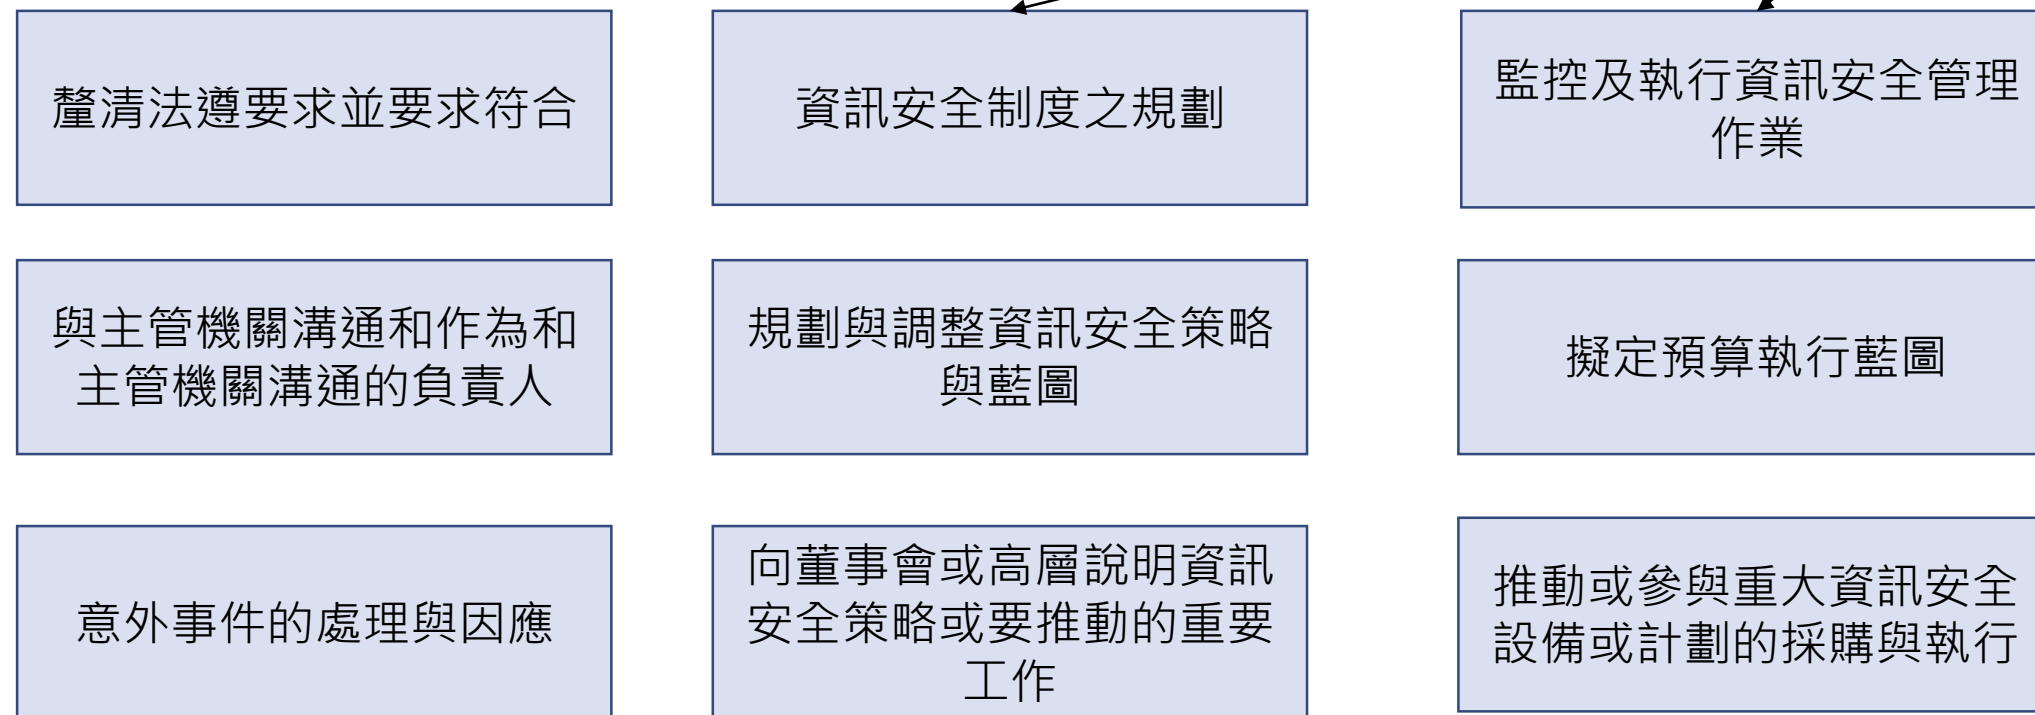 釐清法遵要求並要求符合
資訊安全制度之規劃
監控及執行資訊安全管理
作業
與主管機關溝通和作為和
主管機關溝通的負責人
規劃與調整資訊安全策略
與藍圖
擬定預算執行藍圖
意外事件的處理與因應
向董事會或高層說明資訊
安全策略或要推動的重要
工作
推動或參與重大資訊安全
設備或計劃的採購與執行